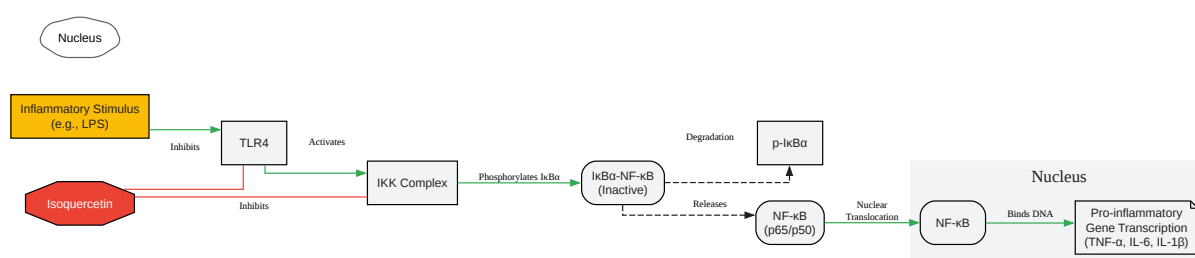 Nucleus
Inflammatory Stimulus
(e.g., LPS)
Inhibits
TLR4
Activates
Isoquercetin
Inhibits
IKK Complex
Phosphorylates IκBα
IκBα-NF-κB
(Inactive)
Degradation
p-IκBα
Releases
NF-κB
(p65/p50)
Nuclear
Translocation
Nucleus
NF-κB
Binds DNA
Pro-inflammatory
Gene Transcription
(TNF-α, IL-6, IL-1β)